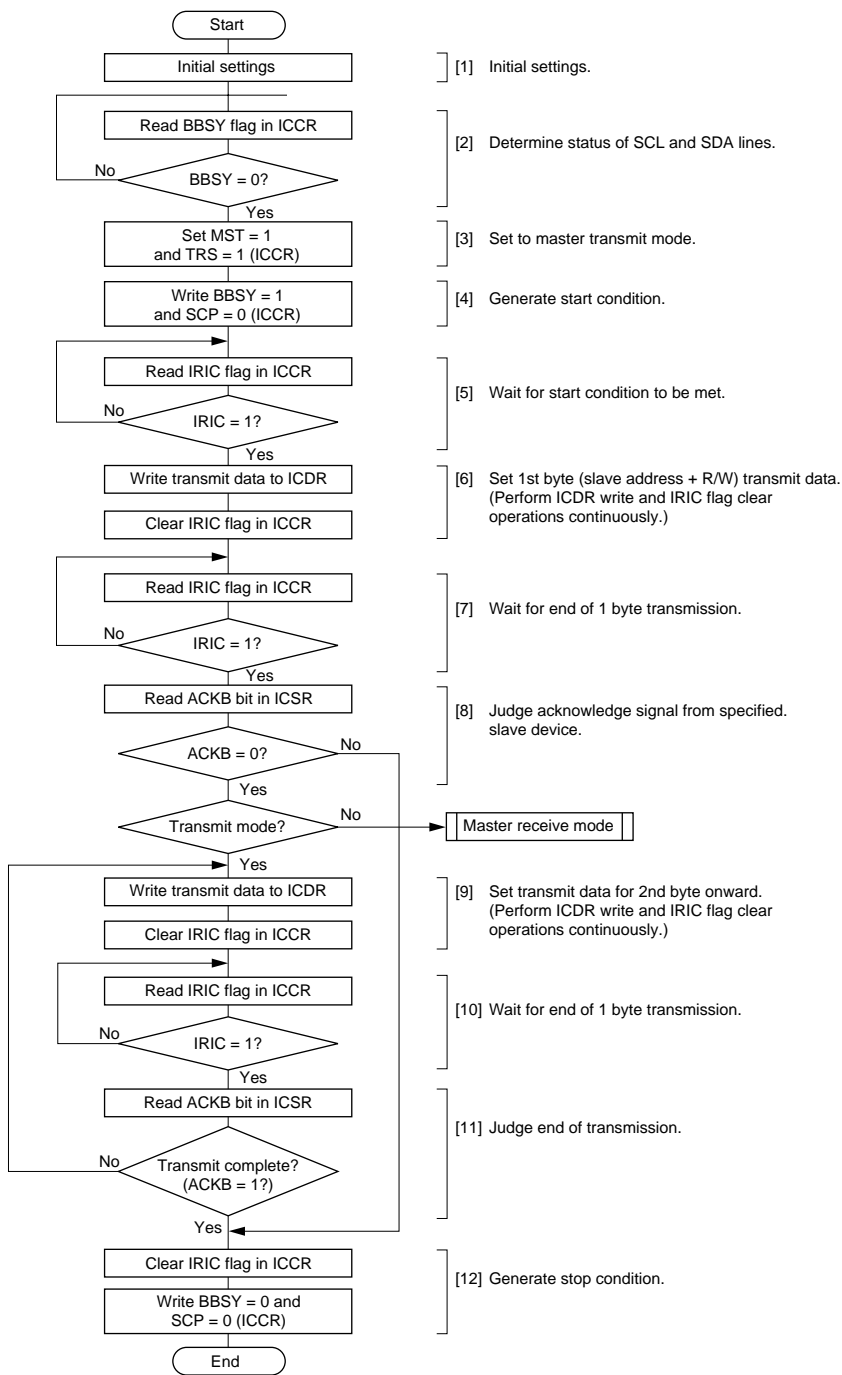 Start
Initial settings
[1] Initial settings.
Read BBSY flag in ICCR
[2] Determine status of SCL and SDA lines.
No
BBSY = 0?
Yes
Set MST = 1
and TRS = 1 (ICCR)
[3] Set to master transmit mode.
Write BBSY = 1
and SCP = 0 (ICCR)
[4] Generate start condition.
Read IRIC flag in ICCR
[5] Wait for start condition to be met.
No
IRIC = 1?
Yes
Write transmit data to ICDR
[6] Set 1st byte (slave address + R/W) transmit data.
(Perform ICDR write and IRIC flag clear
operations continuously.)
Clear IRIC flag in ICCR
Read IRIC flag in ICCR
[7] Wait for end of 1 byte transmission.
No
IRIC = 1?
Yes
Read ACKB bit in ICSR
[8] Judge acknowledge signal from specified.
slave device.
No
ACKB = 0?
Yes
No
Transmit mode?
Master receive mode
Yes
Write transmit data to ICDR
[9] Set transmit data for 2nd byte onward.
(Perform ICDR write and IRIC flag clear
operations continuously.)
Clear IRIC flag in ICCR
Read IRIC flag in ICCR
[10] Wait for end of 1 byte transmission.
No
IRIC = 1?
Yes
Read ACKB bit in ICSR
[11] Judge end of transmission.
No
Transmit complete?
(ACKB = 1?)
Yes
Clear IRIC flag in ICCR
[12] Generate stop condition.
Write BBSY = 0 and
SCP = 0 (ICCR)
End